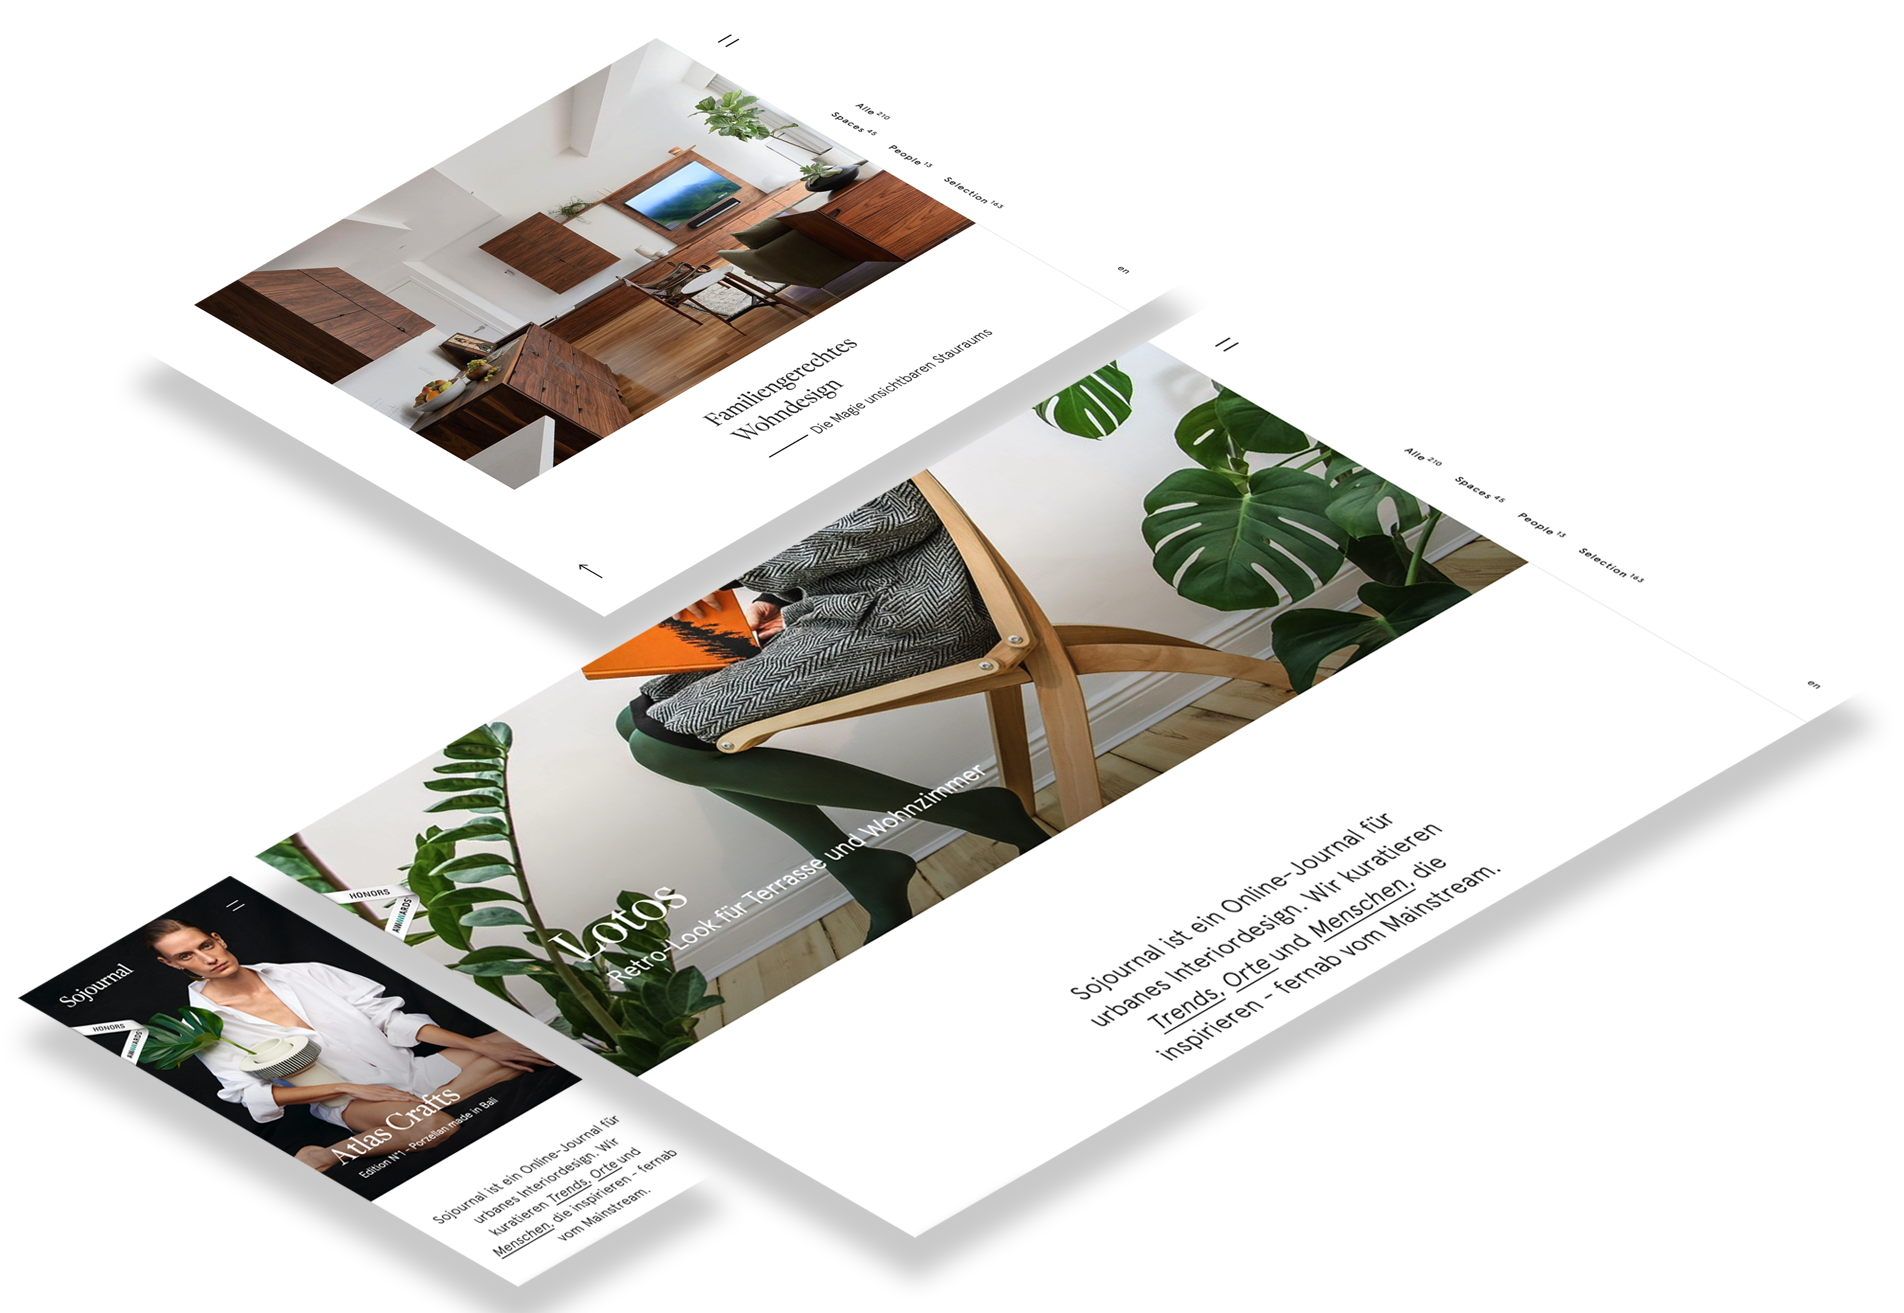 Alle 210
Spaces 45
People 13
Selection 163
en
Familiengerechtes
Wohndesign
Die Magie unsichtbaren Stauraums
Alle 210
Spaces 45
People 13
Selection 163
en
HONORS
AWWWARDS
Lotos
Retro-Look für Terrasse und Wohnzimmer
Sojournal ist ein Online-Journal für
urbanes Interiordesign. Wir kuratieren
Trends, Orte und Menschen, die
inspirieren - fernab vom Mainstream.
Sojournal
HONORS
AWWWARDS
Atlas Crafts
Edition N°1 - Porzellan made in Bali
Sojournal ist ein Online-Journal für
urbanes Interiordesign. Wir
kuratieren Trends, Orte und
Menschen, die inspirieren - fernab
vom Mainstream.